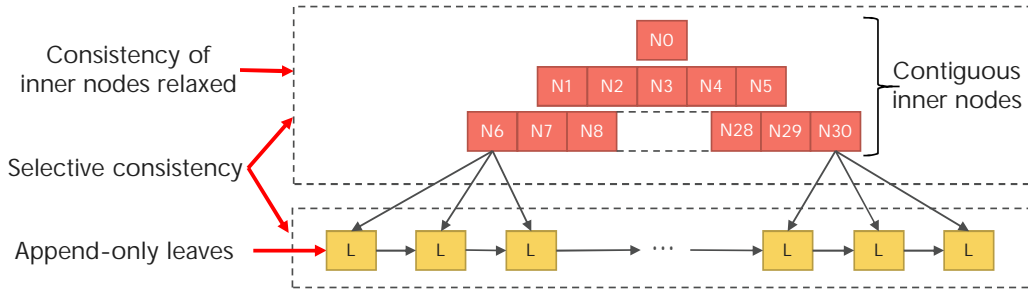 N0
Consistency of
inner nodes relaxed
N1 N2 N3 N4 N5
Contiguous
inner nodes
N6 N7 N8 N28 N29 N30
Selective consistency
Append-only leaves
L L L ... L L L